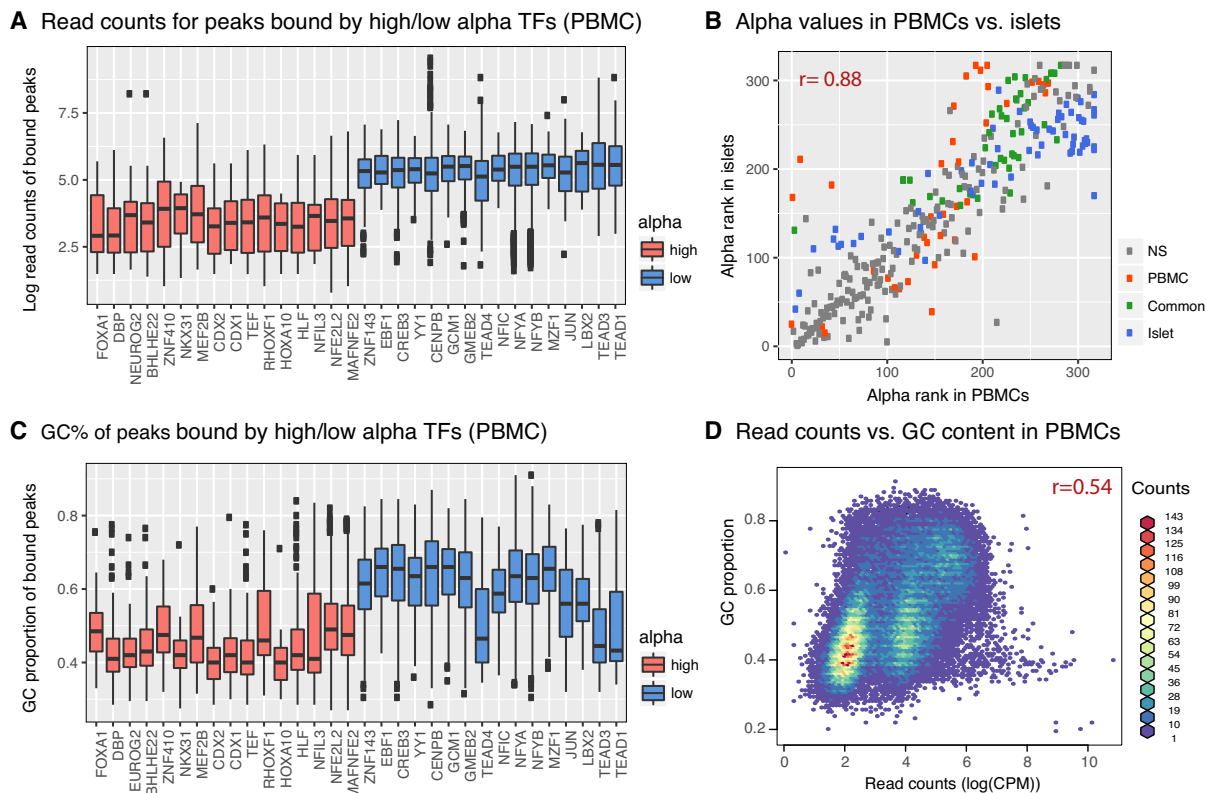 A Read counts for peaks bound by high/low alpha TFs (PBMC)
Log read counts of bound peaks
7.5
5.0
2.5
FOXA1
DBP
NEUROG2
BHLHE22
ZNF410
NK31
MEF2B
CDX2
CDX1
TEF
RHOXF1
HOXA10
HLF
NFIL3
NFE2L2
MAFNFE2
ZNF143
EBF1
CREB3
YY1
CENPB
GCM1
GMEB2
TEAD4
NFIC
NFYA
NFYB
MZF1
JUN
LBX2
TEAD3
TEAD1
alpha
high
low
B Alpha values in PBMCs vs. islets
r= 0.88
Alpha rank in islets
300
200
100
0
0 100 200 300
Alpha rank in PBMCs
NS
PBMC
Common
Islet
C GC% of peaks bound by high/low alpha TFs (PBMC)
GC proportion of bound peaks
0.8
0.6
0.4
FOXA1
DBP
EUROG2
BHLHE22
ZNF410
NK31
MEF2B
CDX2
CDX1
TEF
RHOXF1
HOXA10
HLF
NFIL3
NFE2L2
MAFNFE2
ZNF143
EBF1
CREB3
YY1
CENPB
GCM1
GMEB2
TEAD4
NFIC
NFYA
NFYB
MZF1
JUN
LBX2
TEAD3
TEAD1
alpha
high
low
D Read counts vs. GC content in PBMCs
r=0.54
GC proportion
0.8
0.6
0.4
0.2
0 2 4 6 8 10
Read counts (log(CPM))
Counts
143
134
125
116
108
99
90
81
72
63
54
45
36
28
19
10
1